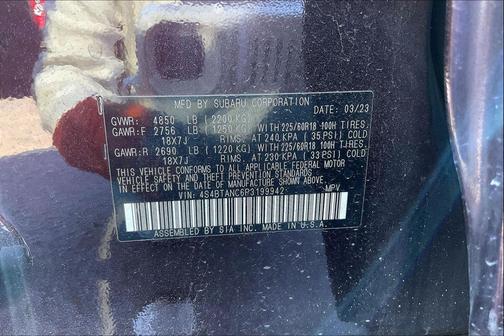 MFD BY SUBARU CORPORATION
DATE: 03/23
GVWR: 4850 LB (2200 KG)
GAWR:F 2756 LB (1250 KG) WITH 225/60R18 100H TIRES,
18X7J RIMS, AT 240 KPA ( 35 PSI) COLD
GAWR:R 2690 LB (1220 KG) WITH 225/60R18 100H TIRES,
18X7J RIMS, AT 230 KPA ( 33 PSI) COLD
THIS VEHICLE CONFORMS TO ALL APPLICABLE FEDERAL MOTOR
VEHICLE SAFETY AND THEFT PREVENTION STANDARDS IN
EFFECT ON THE DATE OF MANUFACTURE SHOWN ABOVE.
VIN: 4S4BTANC6P3199942 MPV
ASSEMBLED BY SIA INC. MADE IN U.S.A.